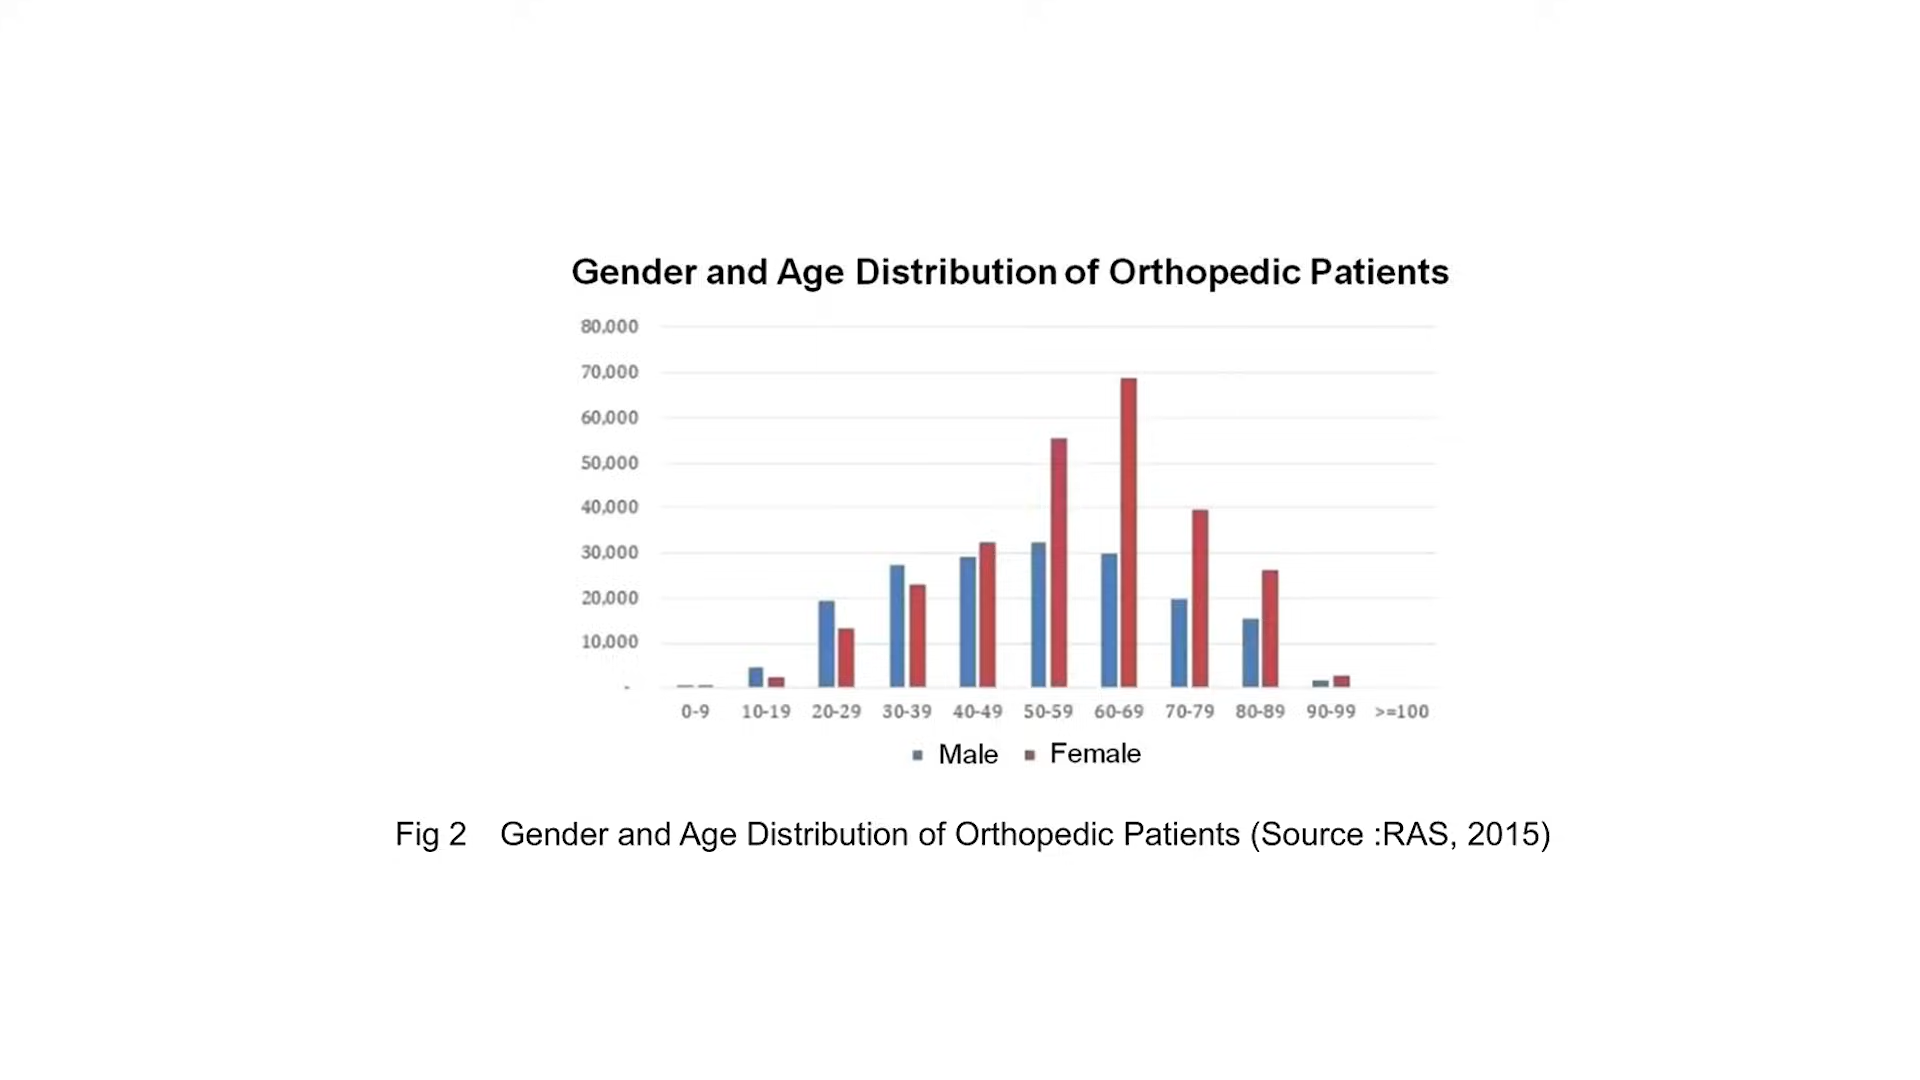 Gender and Age Distribution of Orthopedic Patients
80,000
70,000
60,000
50,000
40,000
30,000
20,000
10,000
-
0-9 10-19 20-29 30-39 40-49 50-59 60-69 70-79 80-89 90-99 >=100
Male Female
Fig 2 Gender and Age Distribution of Orthopedic Patients (Source :RAS, 2015)